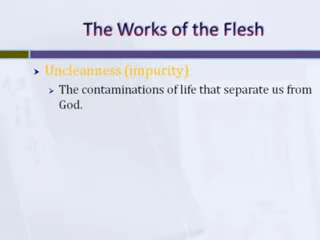 The Works of the Flesh
Uncleanness (impurity)
The contaminations of life that separate us from
God.